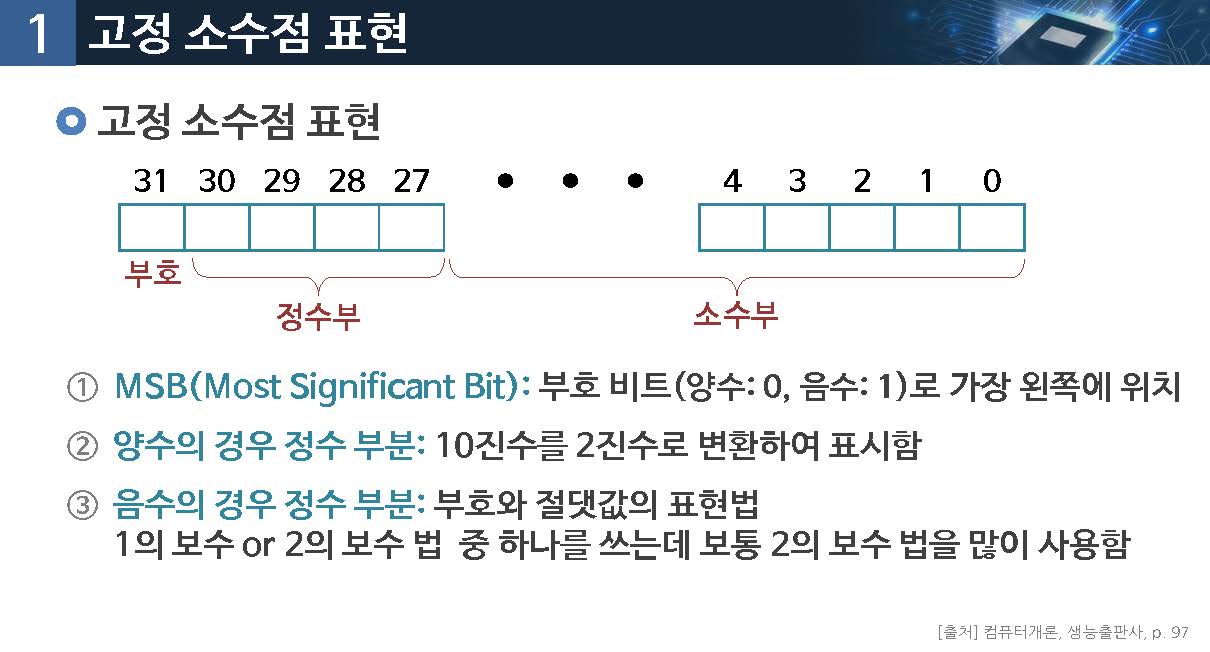 1 고정 소수점 표현
고정 소수점 표현
31 30 29 28 27 • • • 4 3 2 1 0
부호
정수부 소수부
① MSB(Most Significant Bit): 부호 비트(양수: 0, 음수: 1)로 가장 왼쪽에 위치
② 양수의 경우 정수 부분: 10진수를 2진수로 변환하여 표시함
③ 음수의 경우 정수 부분: 부호와 절댓값의 표현법
1의 보수 or 2의 보수 법 중 하나를 쓰는데 보통 2의 보수 법을 많이 사용함
[출처] 컴퓨터개론, 생능출판사, p. 97